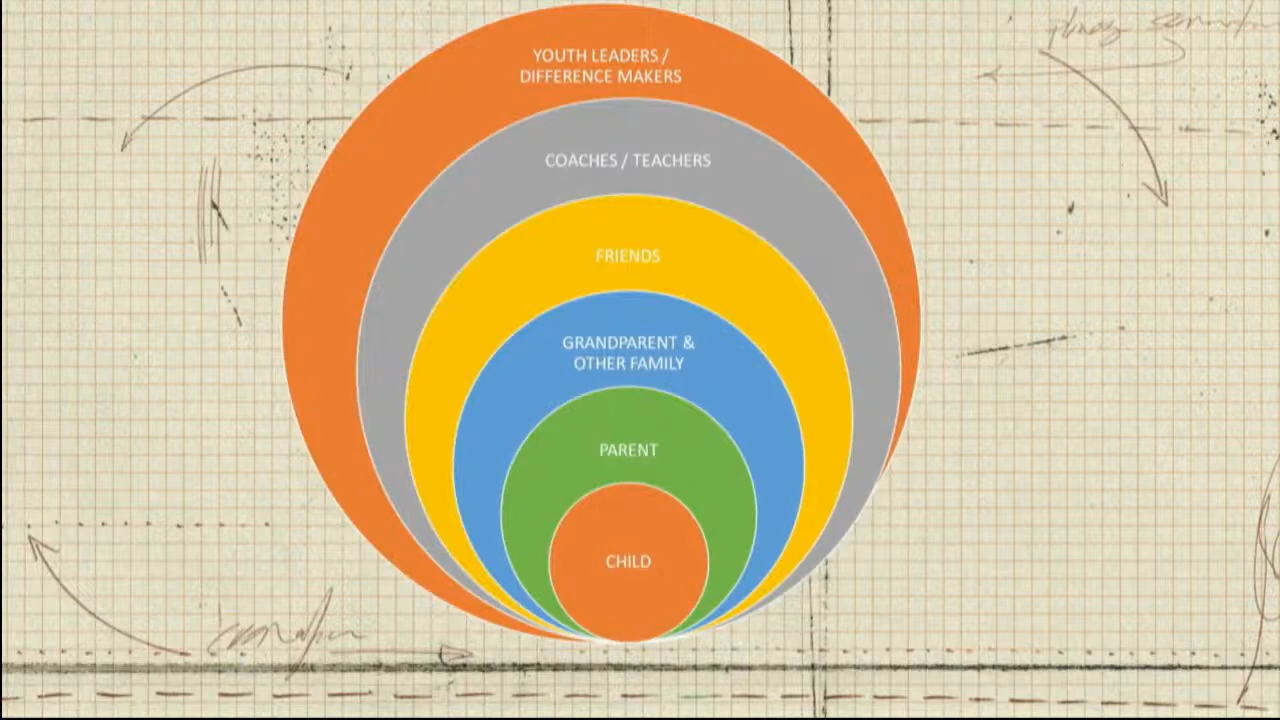 YOUTH LEADERS /
DIFFERENCE MAKERS
COACHES / TEACHERS
FRIENDS
GRANDPARENT &
OTHER FAMILY
PARENT
CHILD